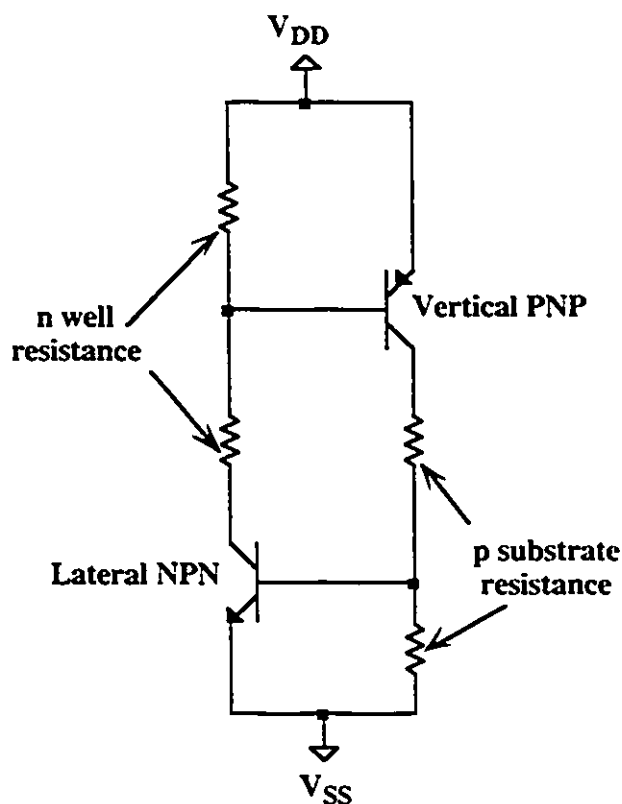 VDD
Vertical PNP
n well
resistance
Lateral NPN
p substrate
resistance
VSS